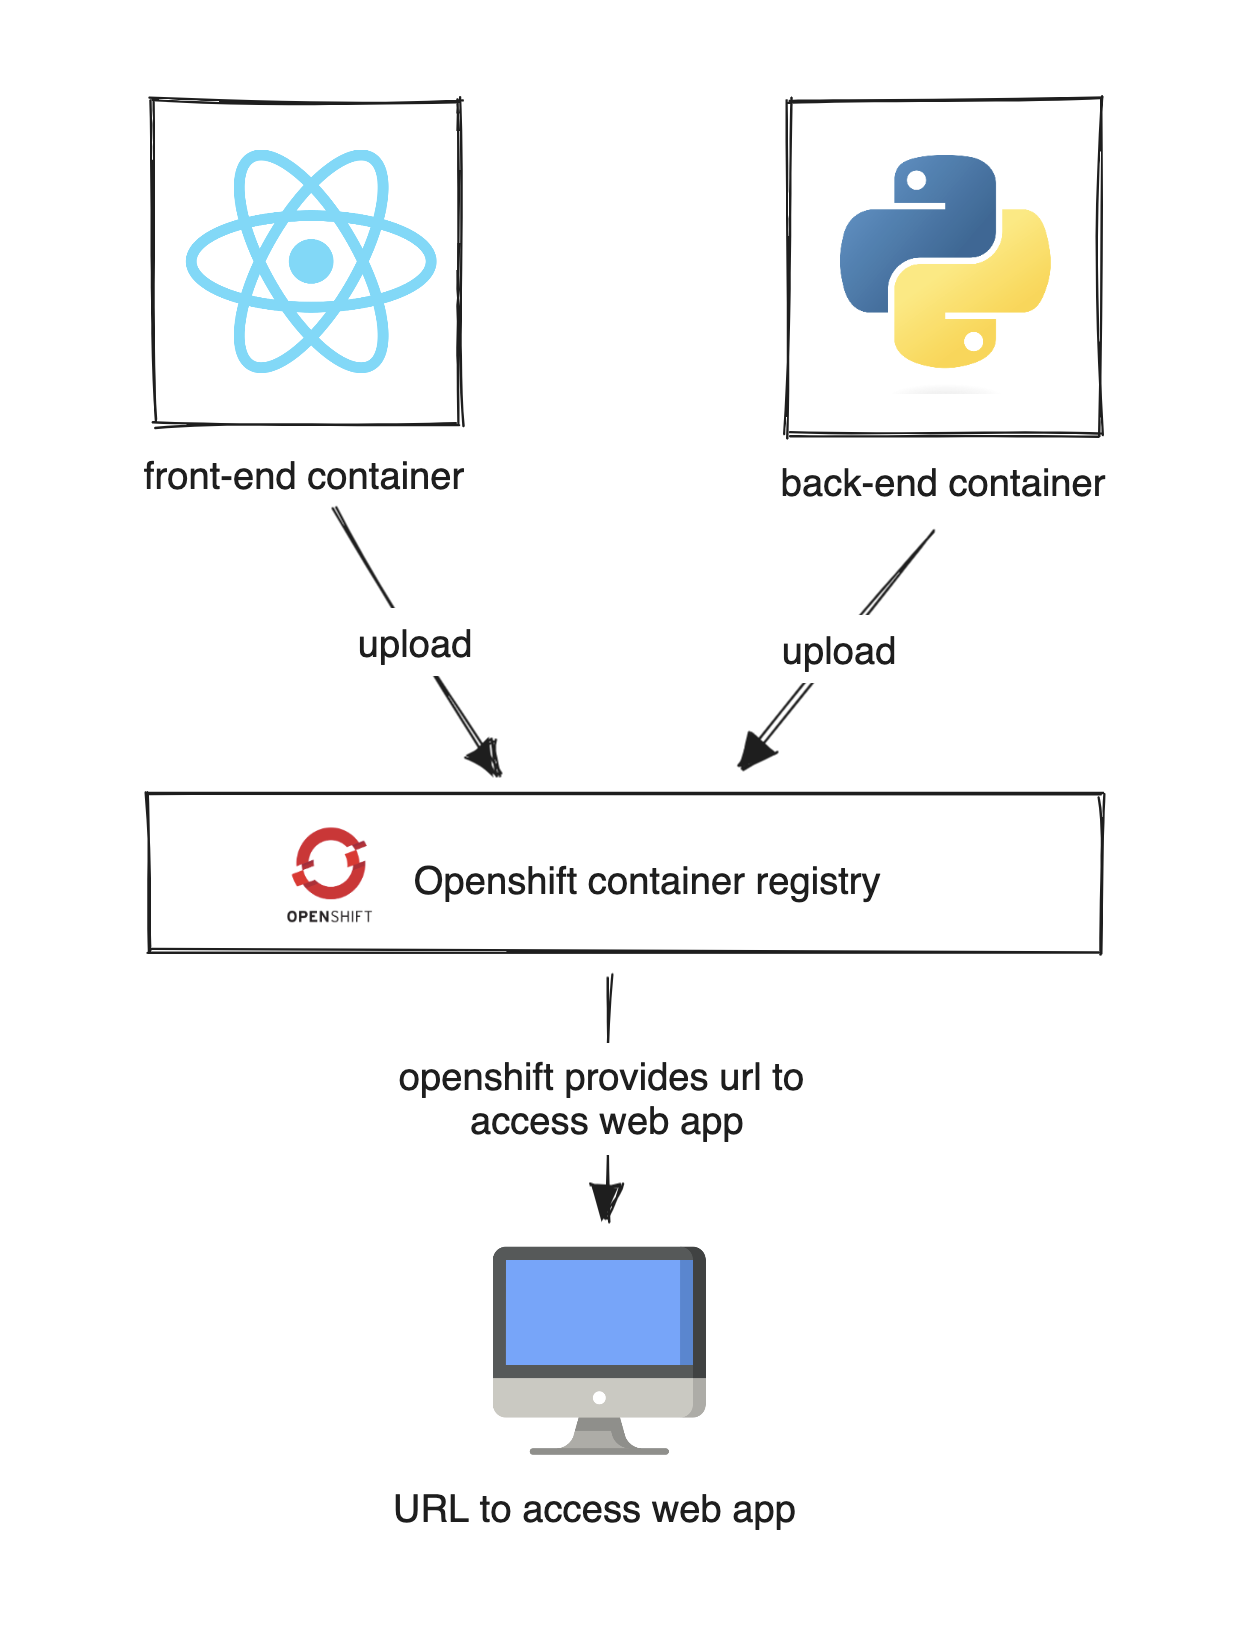 front-end container
back-end container
upload
upload
OPENSHIFT
Openshift container registry
openshift provides url to
access web app
URL to access web app